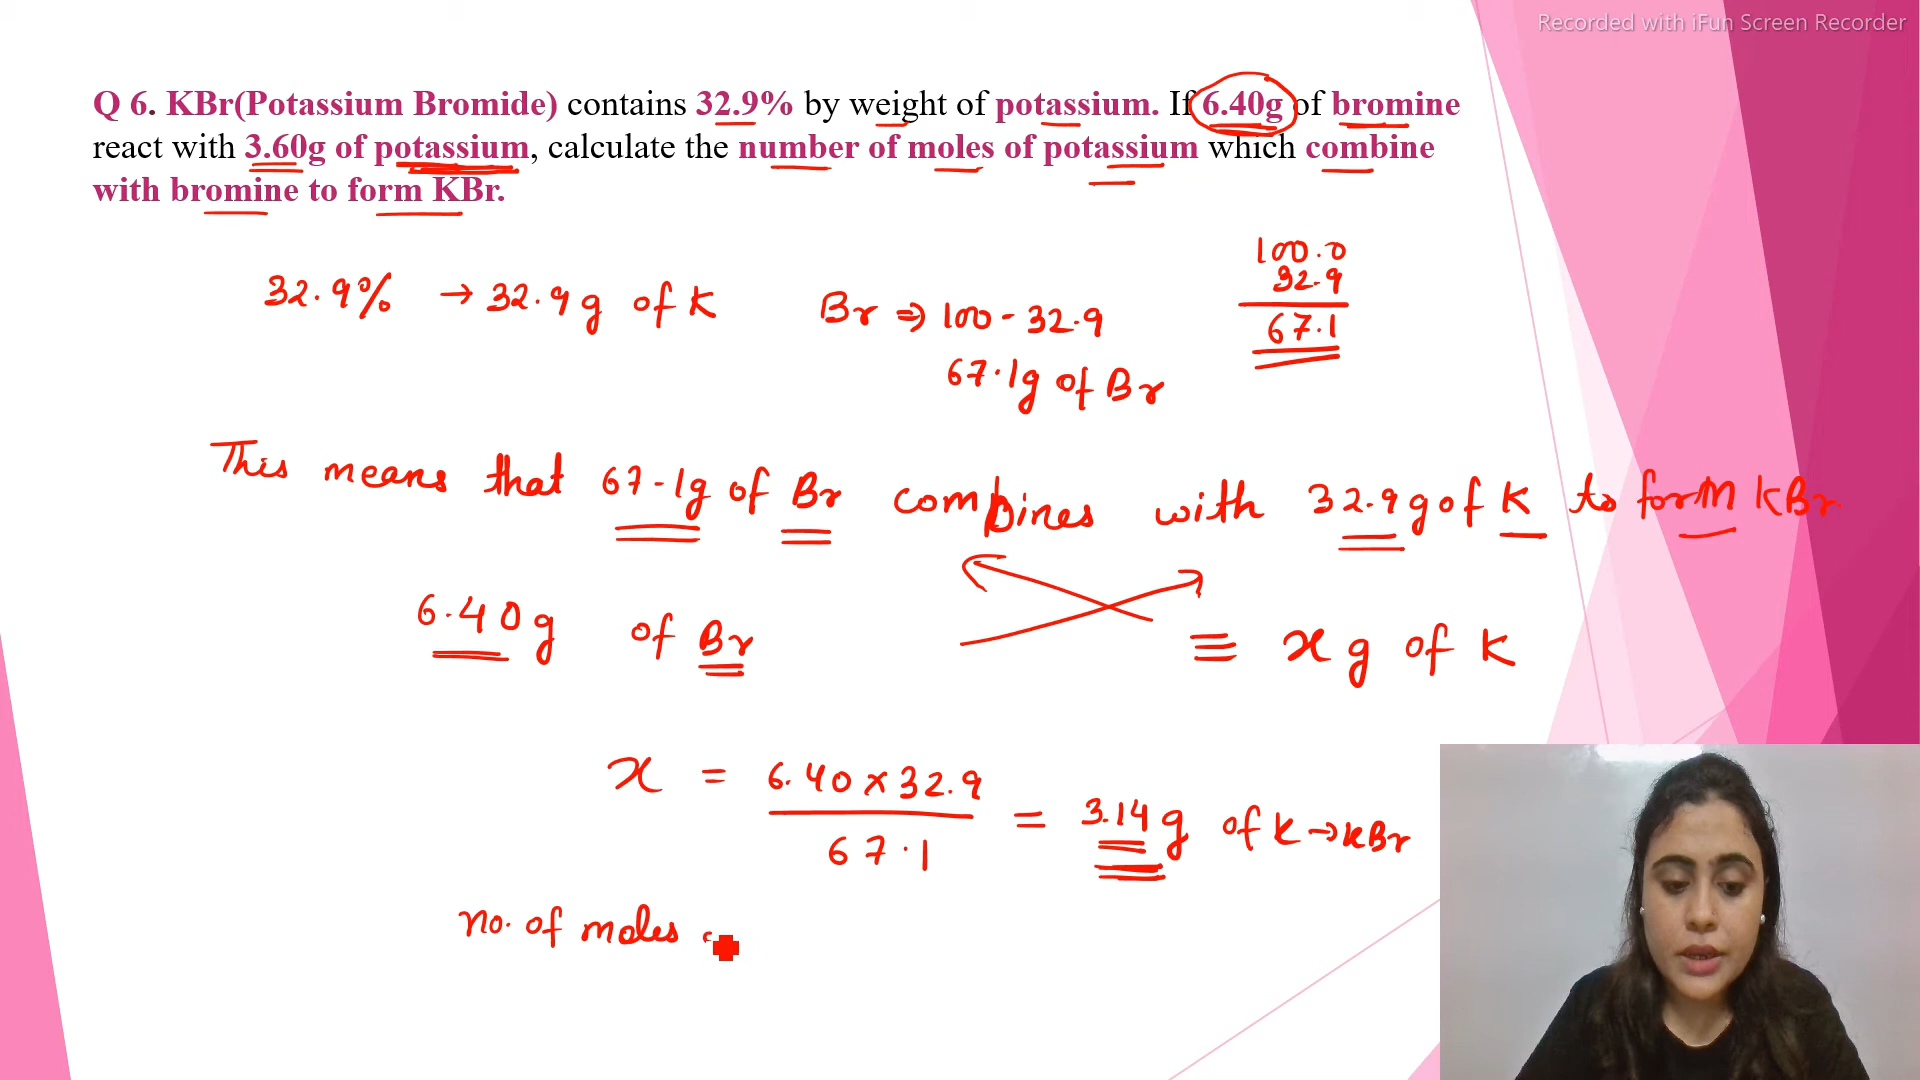 Recorded with iFun Screen Recorder
Q 6. KBr(Potassium Bromide) contains 32.9% by weight of potassium. If 6.40g of bromine
react with 3.60g of potassium, calculate the number of moles of potassium which combine
with bromine to form KBr.
100.0
32.9
67.1
32.9% → 32.9g of K
Br ⇒ 100 - 32.9
67.1g of Br
This means that 67.1g of Br combines with 32.9g of K to form KBr.
6.40g of Br ≡ x g of K
x = 6.40 × 32.9
67.1
= 3.14g of K → KBr
no. of moles